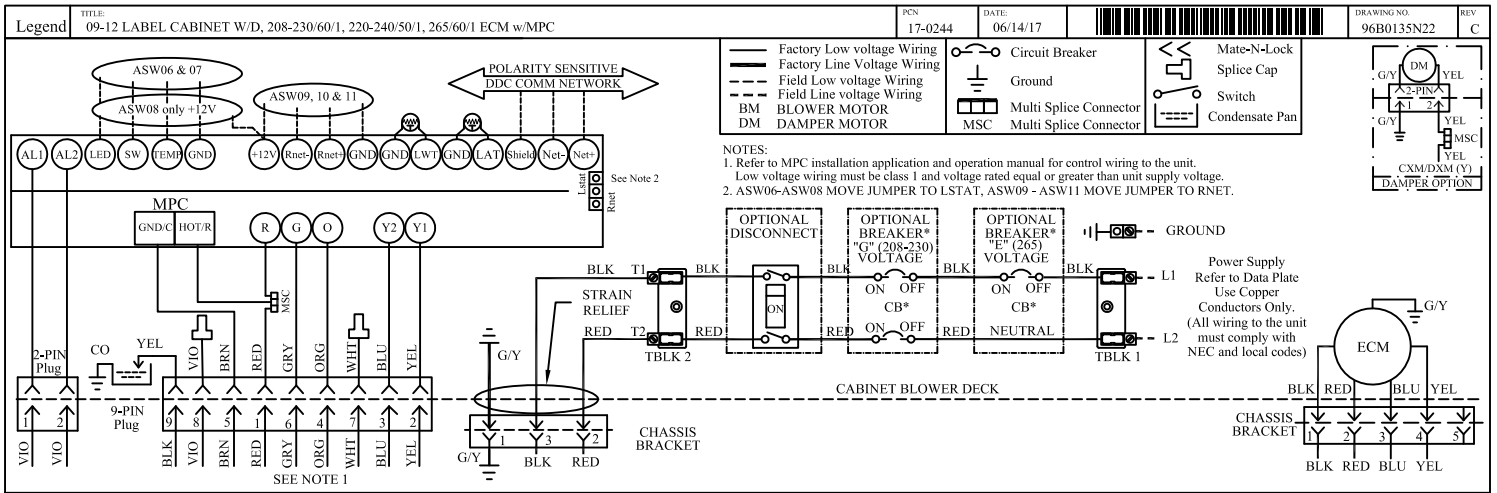 Legend
TITLE:
09-12 LABEL CABINET W/D, 208-230/60/1, 220-240/50/1, 265/60/1 ECM w/MPC
PCN
17-0244
DATE:
06/14/17
DRAWING NO.
96B0135N22
REV
C
Factory Low voltage Wiring
Factory Line Voltage Wiring
Field Low voltage Wiring
Field Line voltage Wiring
BM BLOWER MOTOR
DM DAMPER MOTOR
Circuit Breaker
Ground
Multi Splice Connector
MSC Multi Splice Connector
Mate-N-Lock
Splice Cap
Switch
Condensate Pan
DM
G/Y YEL
2-PIN
1 2
G/Y YEL
MSC
YEL
CXM/DXM (Y)
DAMPER OPTION
NOTES:
1. Refer to MPC installation application and operation manual for control wiring to the unit.
Low voltage wiring must be class 1 and voltage rated equal or greater than unit supply voltage.
2. ASW06-ASW08 MOVE JUMPER TO LSTAT, ASW09 - ASW11 MOVE JUMPER TO RNET.
ASW06 & 07
ASW08 only +12V
ASW09, 10 & 11
POLARITY SENSITIVE
DDC COMM NETWORK
AL1 AL2 LED SW TEMP GND +12V Rnet- Rnet+ GND GND LWT GND LAT Shield Net- Net+
Lstat
Rnet
See Note 2
MPC
GND/C HOT/R R G O Y2 Y1
MSC
CO
YEL VIO BRN RED GRY ORG WHT BLU YEL
2-PIN
Plug
9-PIN
Plug
1 2 9 8 5 1 6 4 7 3 2
VIO VIO BLK VIO BRN RED GRY ORG WHT BLU YEL
SEE NOTE 1
STRAIN
RELIEF
G/Y
BLK T1
RED T2
TBLK 2
BLK
RED
OPTIONAL
DISCONNECT
ON
BLK
RED
OPTIONAL
BREAKER*
"G" (208-230)
VOLTAGE
ON OFF
CB*
ON OFF
BLK
RED
OPTIONAL
BREAKER*
"E" (265)
VOLTAGE
ON OFF
CB*
NEUTRAL
BLK
TBLK 1
GROUND
L1
L2
Power Supply
Refer to Data Plate
Use Copper
Conductors Only.
(All wiring to the unit
must comply with
NEC and local codes)
G/Y
ECM
BLK RED BLU YEL
CABINET BLOWER DECK
1 3 2
CHASSIS
BRACKET
G/Y BLK RED
CHASSIS
BRACKET
1 2 3 4 5
BLK RED BLU YEL